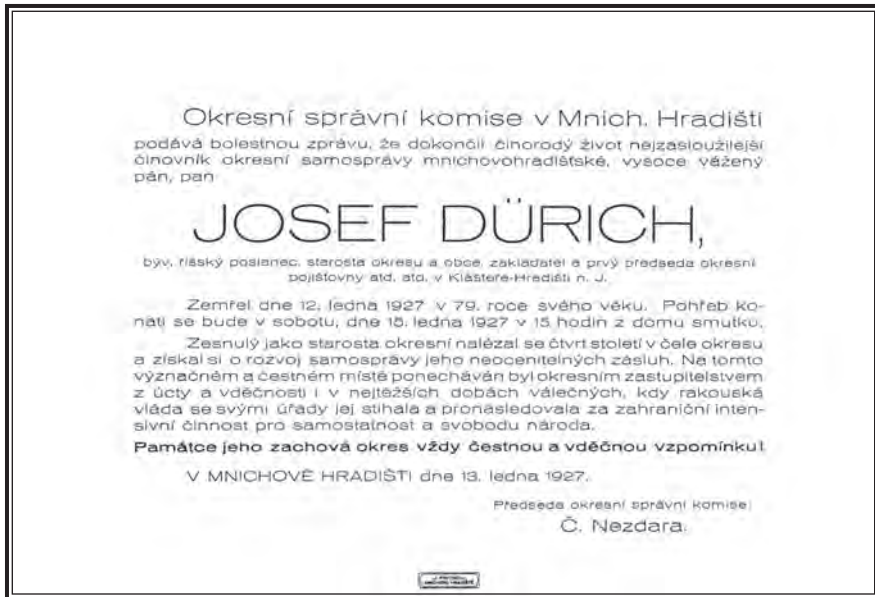 Okresní správní komise v Mnich. Hradišti
podává bolestnou zprávu, že dokončil činorodý život nejzasloužilejší
činovník okresní samosprávy mnichovohradišťské, vysoce vážený
pán, pan
JOSEF DÜRICH,
býv. říšský poslanec, starosta okresu a obce, zakladatel a prvý předseda okresní
pojišťovny atd. atd. v Klášteře-Hradišti n. J.
Zemřel dne 12. ledna 1927 v 79. roce svého věku. Pohřeb ko-
nati se bude v sobotu, dne 15. ledna 1927 v 15 hodin z domu smutku.
Zesnulý jako starosta okresní nalézal se čtvrt století v čele okresu
a získal si o rozvoj samosprávy jeho neocenitelných zásluh. Na tomto
význačném a čestném místě ponecháván byl okresním zastupitelstvem
z úcty a vděčnosti i v nejtěžších dobách válečných, kdy rakouská
vláda se svými úřady jej stíhala a pronásledovala za zahraniční inten-
sivní činnost pro samostatnost a svobodu národa.
Památce jeho zachová okres vždy čestnou a vděčnou vzpomínku!
V MNICHOVĚ HRADIŠTI dne 13. ledna 1927.
Předseda okresní správní komise:
Č. Nezdara.